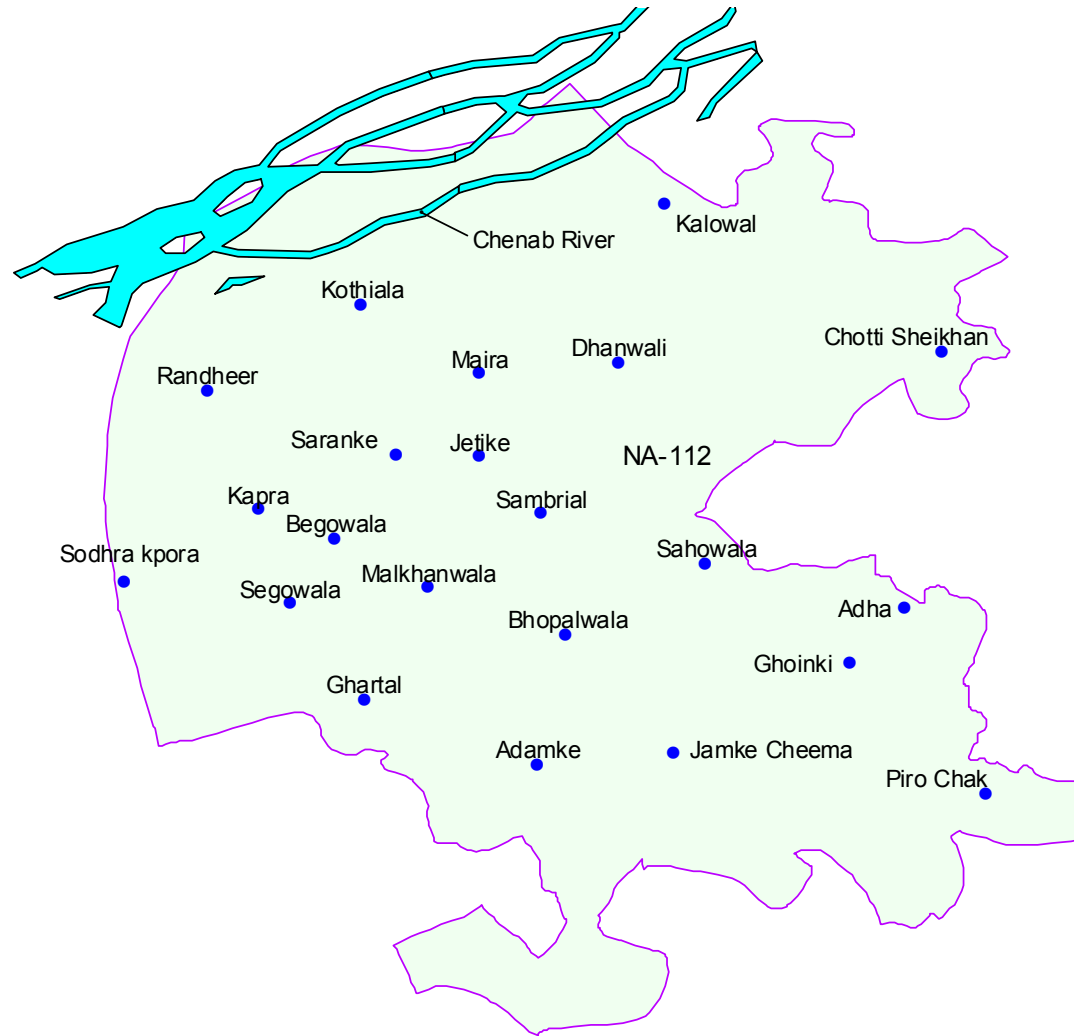 Kalowal
Chenab River
Kothiala
Chotti Sheikhan
Dhanwali
Maira
Randheer
Saranke
Jetike
NA-112
Kapra
Sambrial
Begowala
Sodhra kpora
Sahowala
Malkhanwala
Segowala
Adha
Bhopalwala
Ghoinki
Ghartal
Adamke
Jamke Cheema
Piro Chak